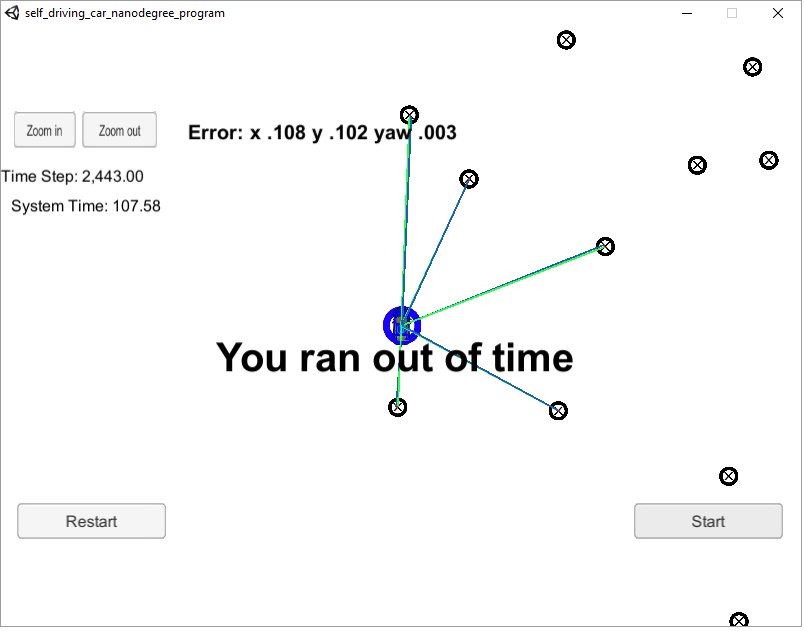 self_driving_car_nanodegree_program
Zoom in
Zoom out
Error: x .108 y .102 yaw .003
Time Step: 2,443.00
System Time: 107.58
You ran out of time
Restart
Start